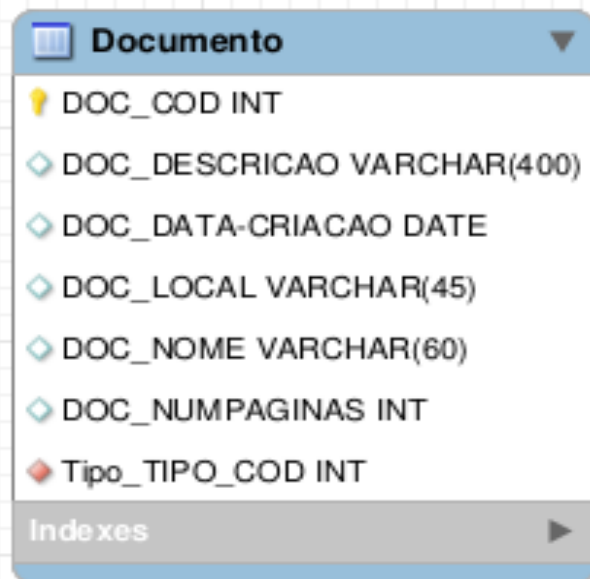 Documento
DOC_COD INT
DOC_DESCRICAO VARCHAR(400)
DOC_DATA-CRIACAO DATE
DOC_LOCAL VARCHAR(45)
DOC_NOME VARCHAR(60)
DOC_NUMPAGINAS INT
Tipo_TIPO_COD INT
Indexes